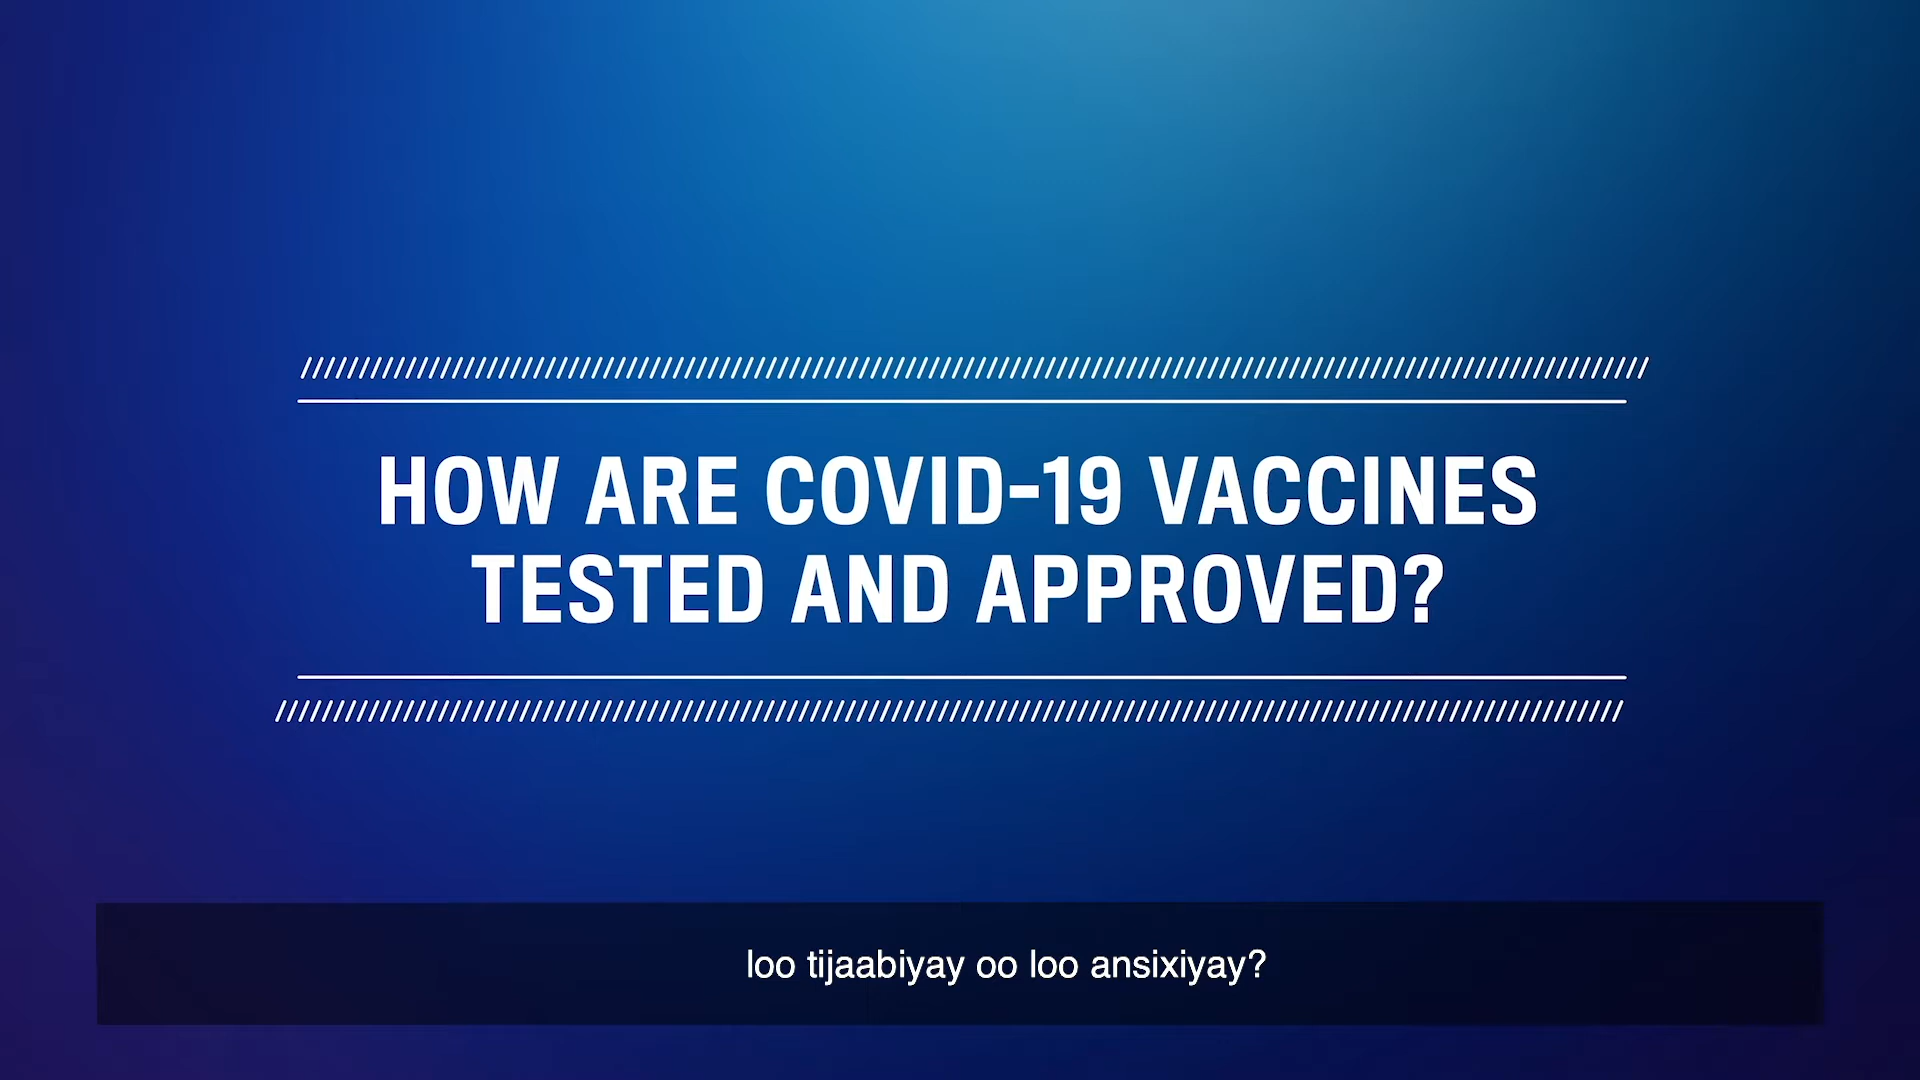 HOW ARE COVID-19 VACCINES
TESTED AND APPROVED?
loo tijaabiyay oo loo ansixiyay?